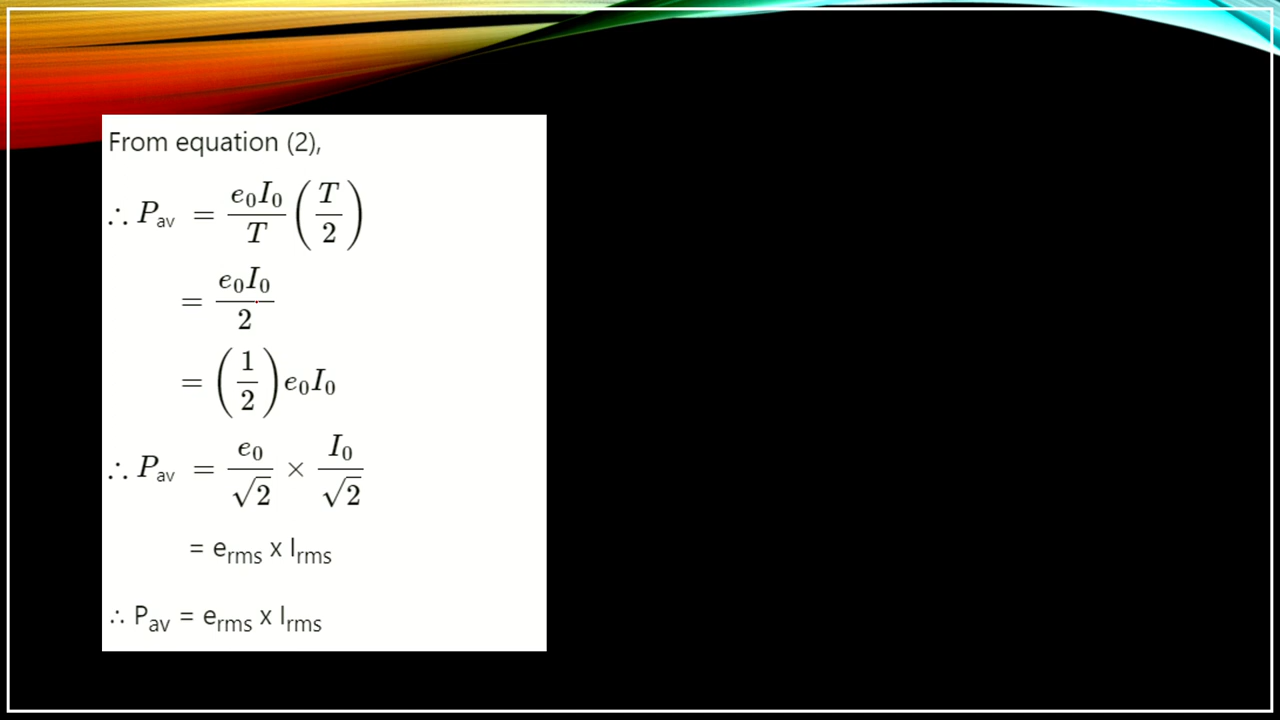 From equation (2),
∴ P_av = e₀I₀/T (T/2)
= e₀I₀/2
= (1/2) e₀I₀
∴ P_av = e₀/√2 × I₀/√2
= e_rms x I_rms
∴ P_av = e_rms x I_rms